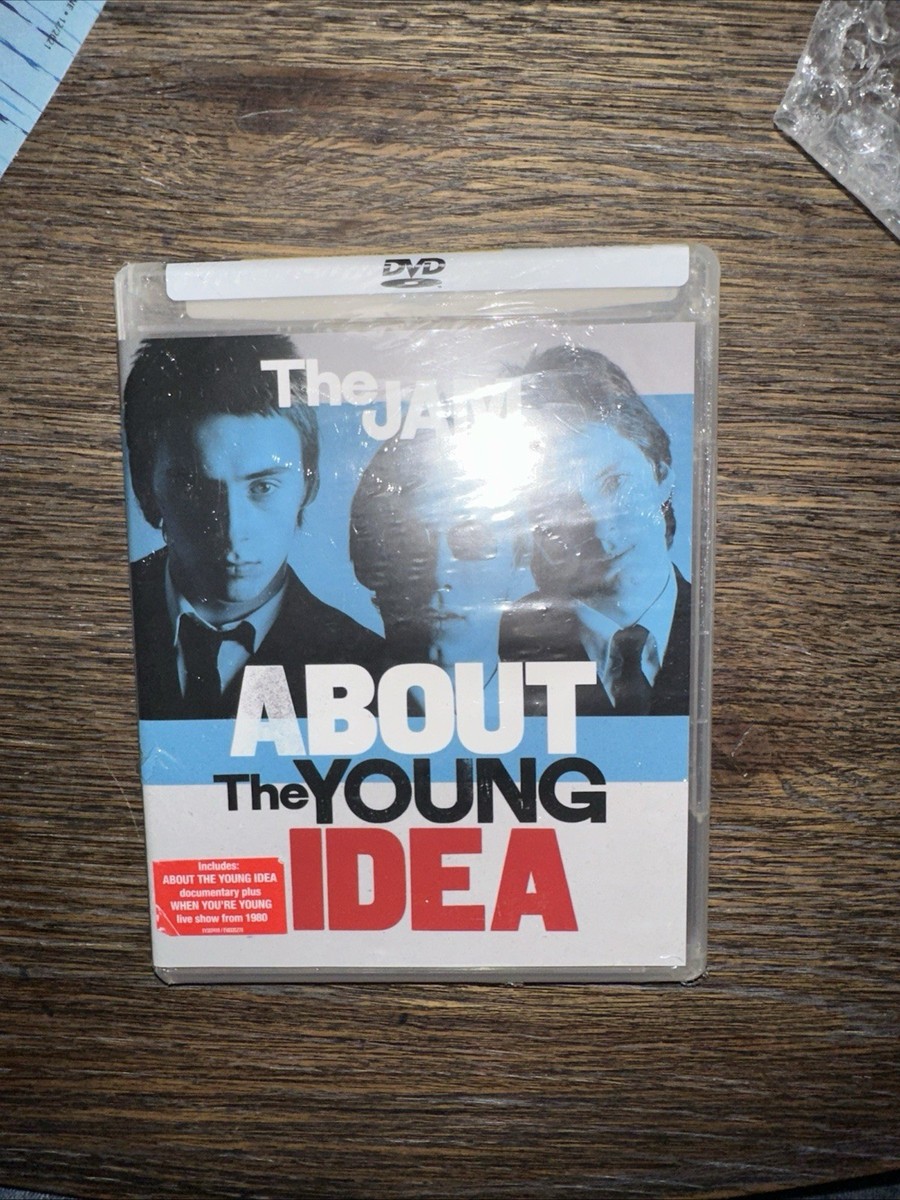 DVD
The JAM
ABOUT
The YOUNG
IDEA
Includes:
ABOUT THE YOUNG IDEA
documentary plus
WHEN YOU'RE YOUNG
live show from 1980